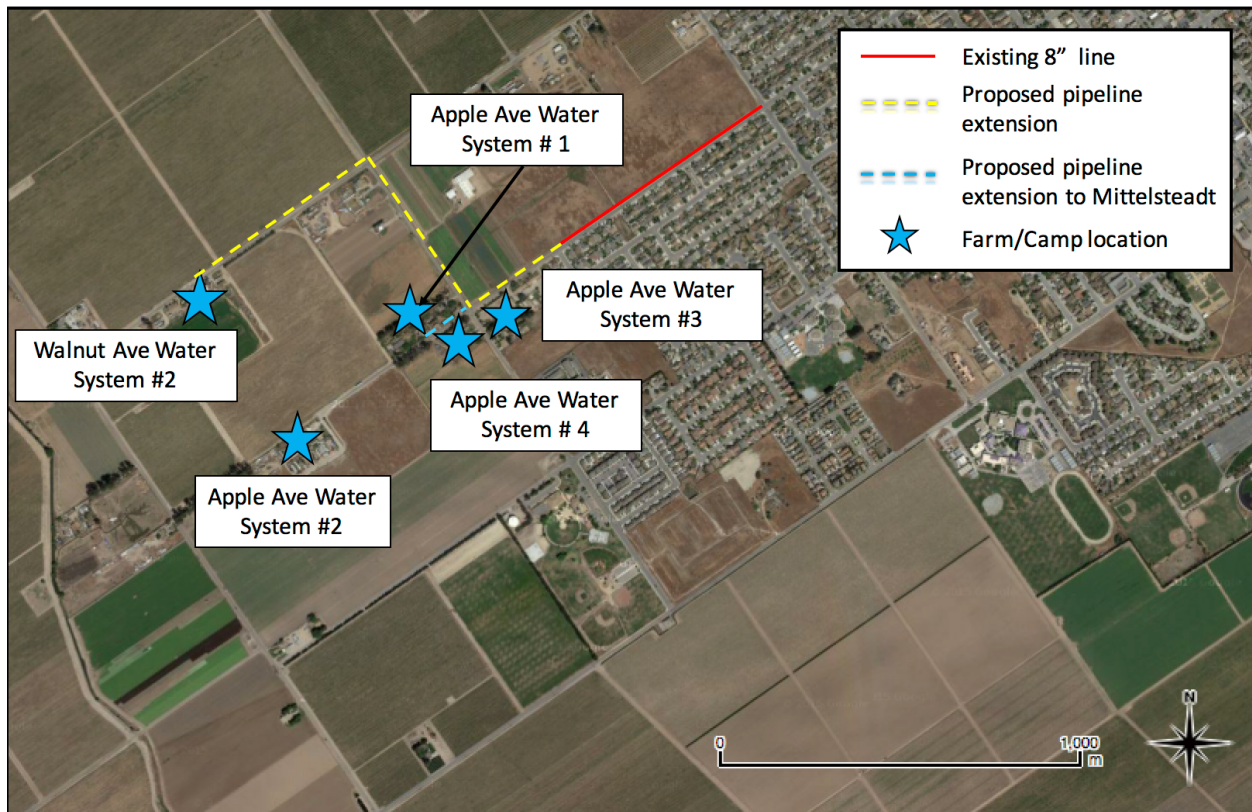 Existing 8” line
Proposed pipeline
extension
Proposed pipeline
extension to Mittelsteadt
Farm/Camp location
Apple Ave Water
System # 1
Apple Ave Water
System #3
Walnut Ave Water
System #2
Apple Ave Water
System # 4
Apple Ave Water
System #2
N
0
1,000
m